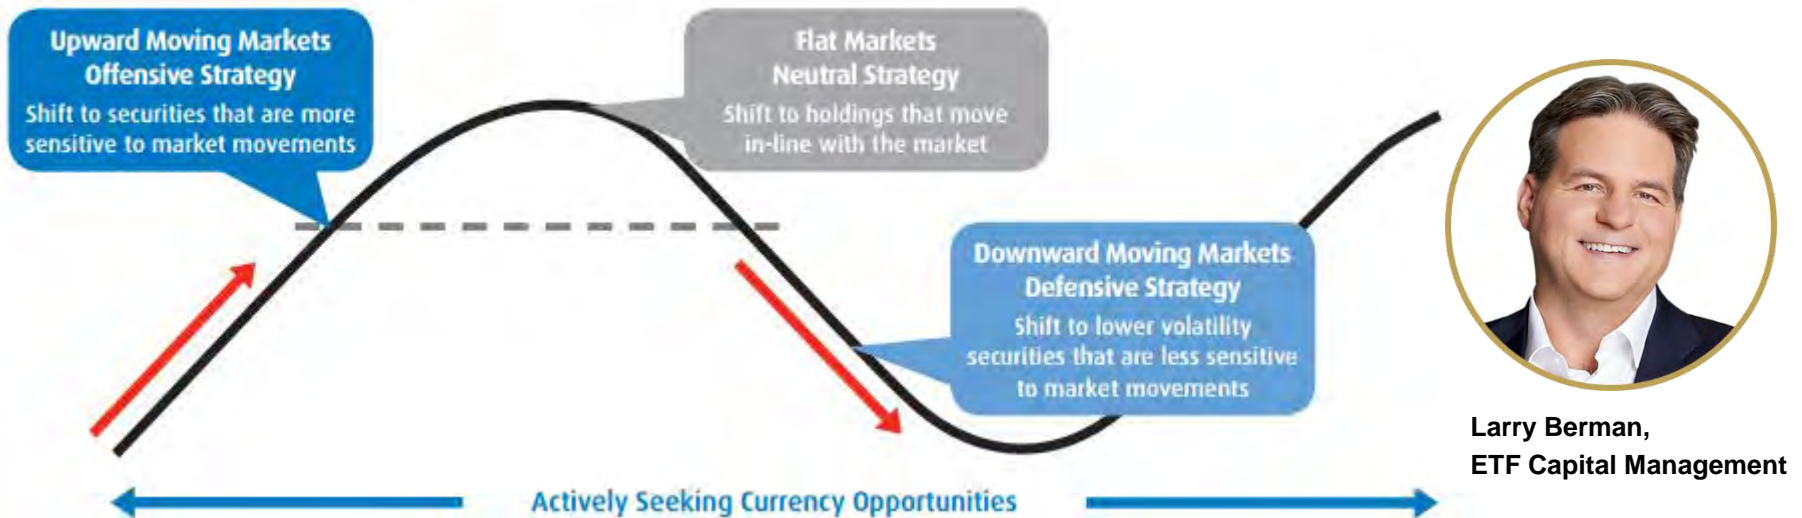 Upward Moving Markets
Offensive Strategy
Shift to securities that are more
sensitive to market movements
Flat Markets
Neutral Strategy
Shift to holdings that move
in-line with the market
Downward Moving Markets
Defensive Strategy
Shift to lower volatility
securities that are less sensitive
to market movements
Larry Berman,
ETF Capital Management
Actively Seeking Currency Opportunities